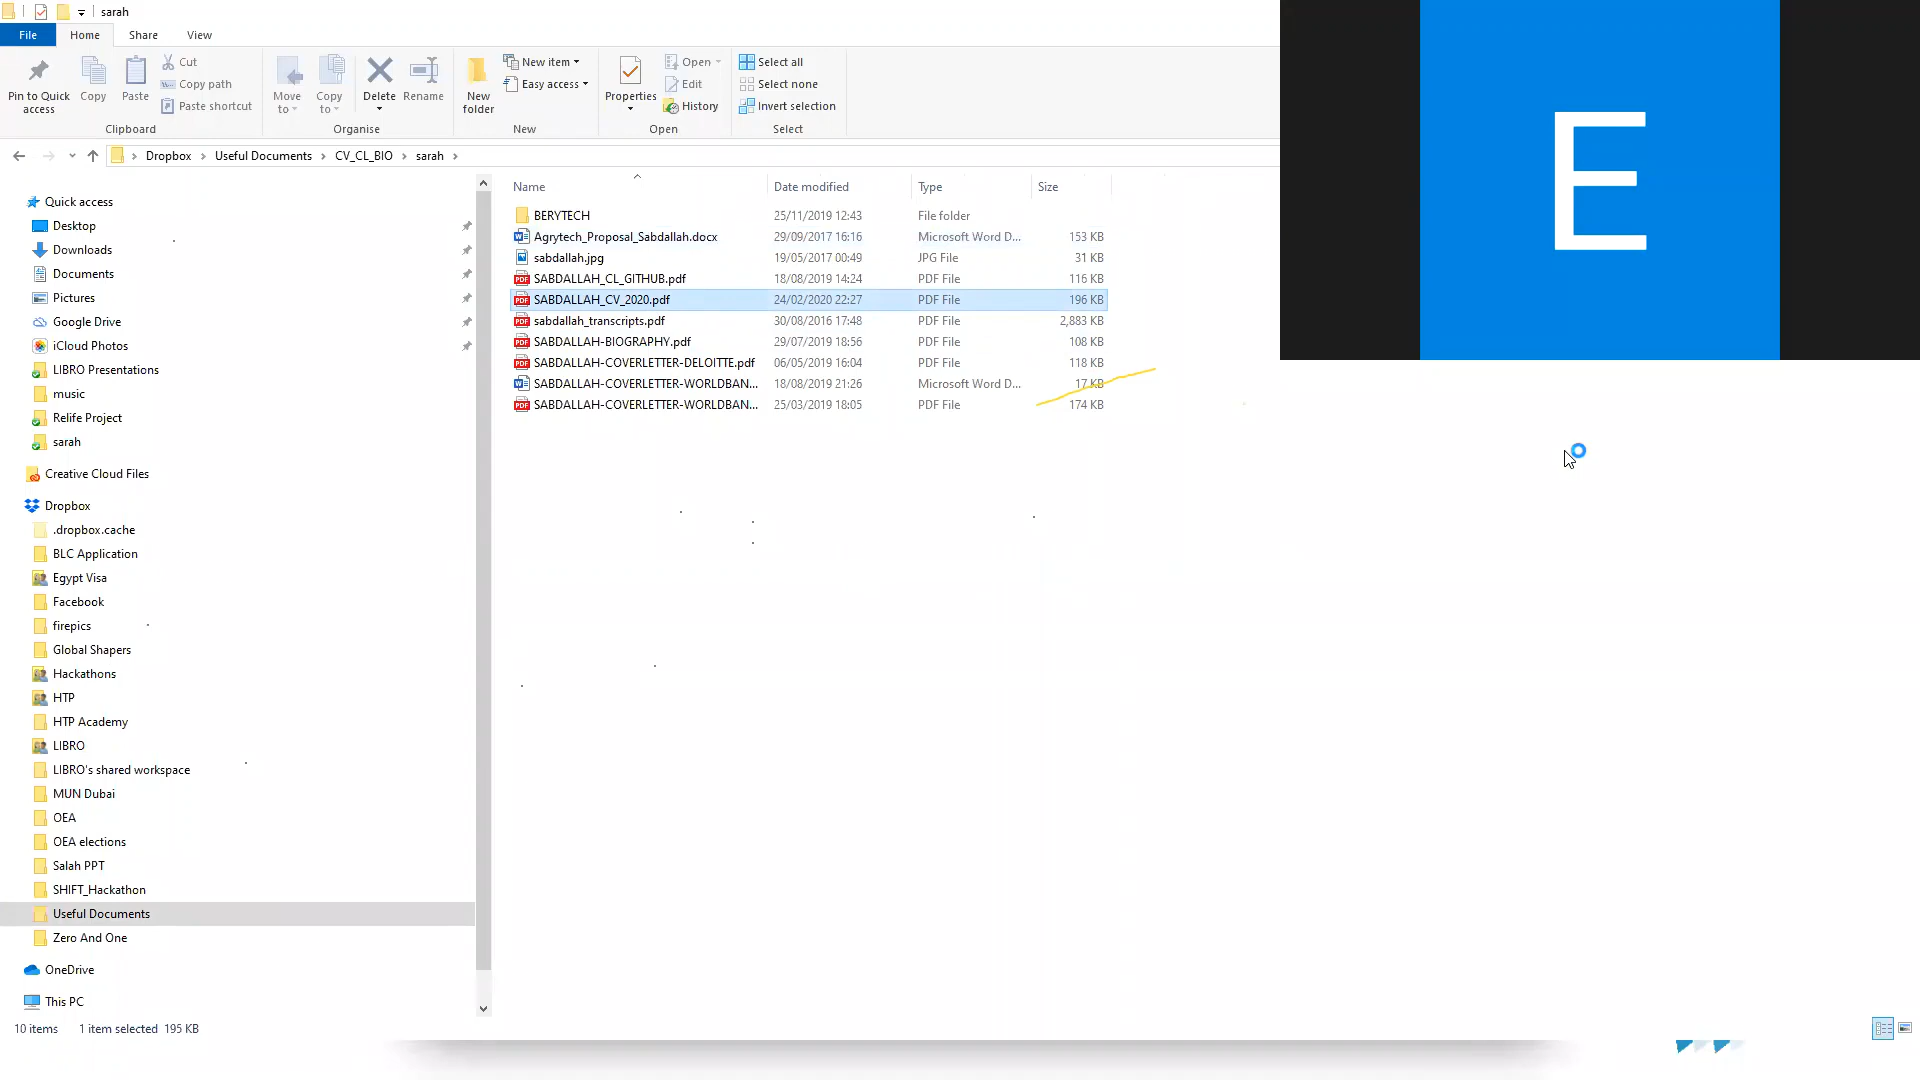 sarah
File Home Share View
Pin to Quick access
Copy
Paste
Cut
Copy path
Paste shortcut
Clipboard
Move to
Copy to
Delete
Rename
Organise
New folder
New item
Easy access
New
Properties
Open
Edit
History
Open
Select all
Select none
Invert selection
Select
E
Dropbox > Useful Documents > CV_CL_BIO > sarah >
Name Date modified Type Size
BERYTECH 25/11/2019 12:43 File folder
Agrytech_Proposal_Sabdallah.docx 29/09/2017 16:16 Microsoft Word D... 153 KB
sabdallah.jpg 19/05/2017 00:49 JPG File 31 KB
SABDALLAH_CL_GITHUB.pdf 18/08/2019 14:24 PDF File 116 KB
SABDALLAH_CV_2020.pdf 24/02/2020 22:27 PDF File 196 KB
sabdallah_transcripts.pdf 30/08/2016 17:48 PDF File 2,883 KB
SABDALLAH-BIOGRAPHY.pdf 29/07/2019 18:56 PDF File 108 KB
SABDALLAH-COVERLETTER-DELOITTE.pdf 06/05/2019 16:04 PDF File 118 KB
SABDALLAH-COVERLETTER-WORLDBAN... 18/08/2019 21:26 Microsoft Word D... 17 KB
SABDALLAH-COVERLETTER-WORLDBAN... 25/03/2019 18:05 PDF File 174 KB
Quick access
Desktop
Downloads
Documents
Pictures
Google Drive
iCloud Photos
LIBRO Presentations
music
Relife Project
sarah
Creative Cloud Files
Dropbox
.dropbox.cache
BLC Application
Egypt Visa
Facebook
firepics
Global Shapers
Hackathons
HTP
HTP Academy
LIBRO
LIBRO's shared workspace
MUN Dubai
OEA
OEA elections
Salah PPT
SHIFT_Hackathon
Useful Documents
Zero And One
OneDrive
This PC
10 items 1 item selected 195 KB